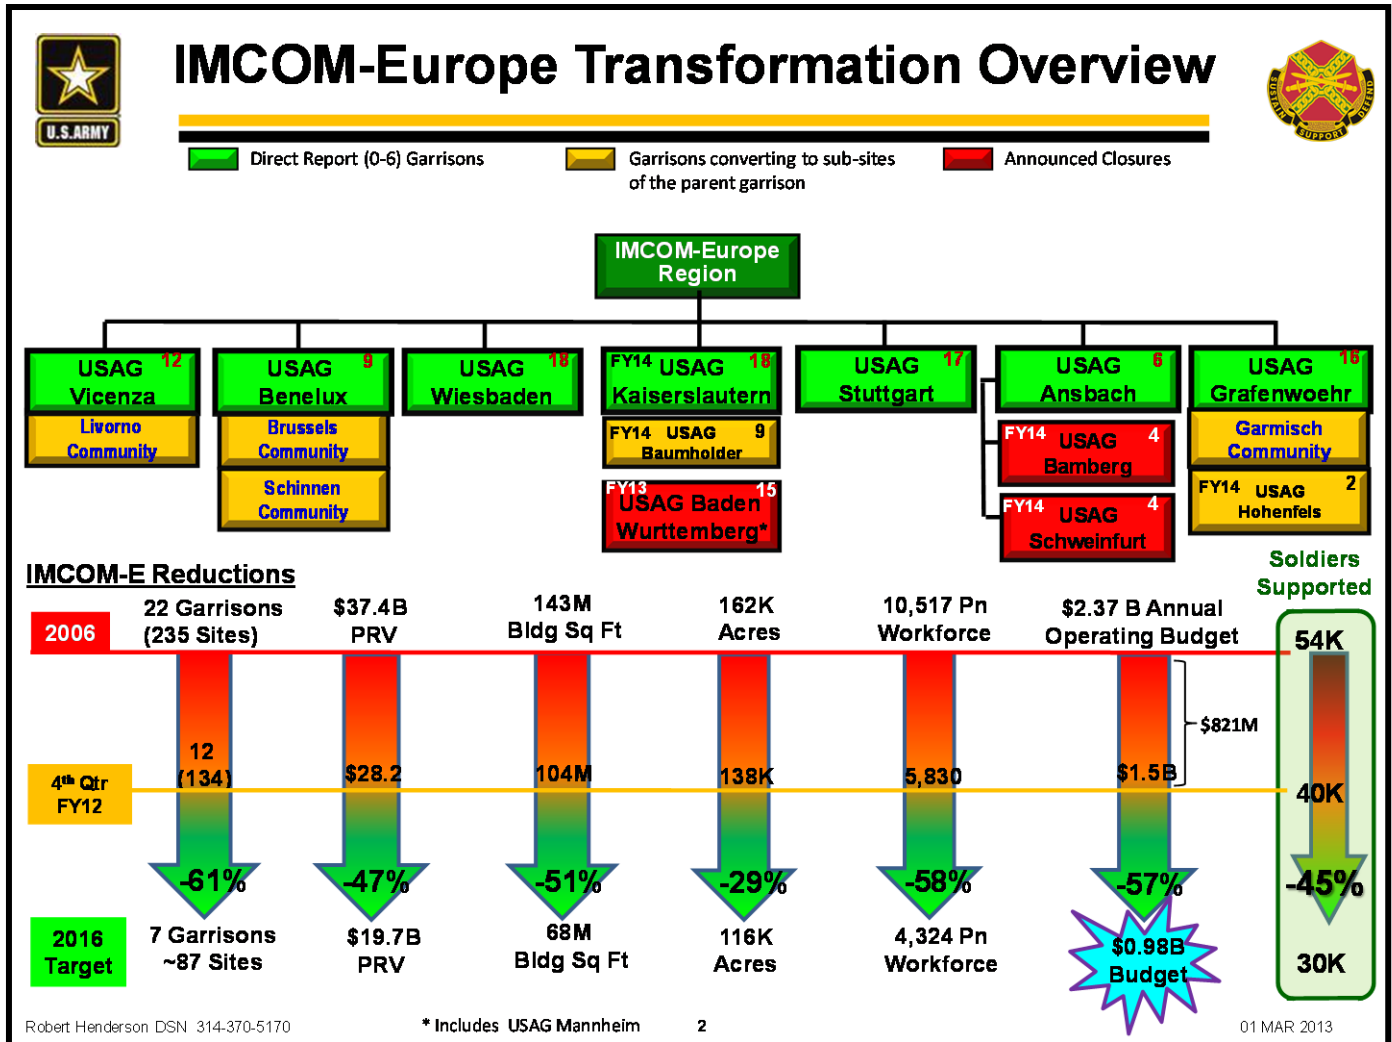 IMCOM-Europe Transformation Overview
U.S.ARMY
SUSTAIN SUPPORT DEFEND
Direct Report (0-6) Garrisons
Garrisons converting to sub-sites
of the parent garrison
Announced Closures
IMCOM-Europe
Region
USAG 12
Vicenza
Livorno
Community
USAG 9
Benelux
Brussels
Community
Schinnen
Community
USAG 18
Wiesbaden
FY14 USAG 18
Kaiserslautern
FY14 USAG 9
Baumholder
FY13 15
USAG Baden
Wurttemberg*
USAG 17
Stuttgart
USAG 6
Ansbach
FY14 USAG 4
Bamberg
FY14 USAG 4
Schweinfurt
USAG 16
Grafenwoehr
Garmisch
Community
FY14 USAG 2
Hohenfels
IMCOM-E Reductions
Soldiers
Supported
2006
22 Garrisons
(235 Sites)
$37.4B
PRV
143M
Bldg Sq Ft
162K
Acres
10,517 Pn
Workforce
$2.37 B Annual
Operating Budget
54K
$821M
4th Qtr
FY12
12
(134)
$28.2
104M
138K
5,830
$1.5B
40K
-61%
-47%
-51%
-29%
-58%
-57%
-45%
2016
Target
7 Garrisons
~87 Sites
$19.7B
PRV
68M
Bldg Sq Ft
116K
Acres
4,324 Pn
Workforce
$0.98B
Budget
30K
Robert Henderson DSN 314-370-5170
* Includes USAG Mannheim
2
01 MAR 2013